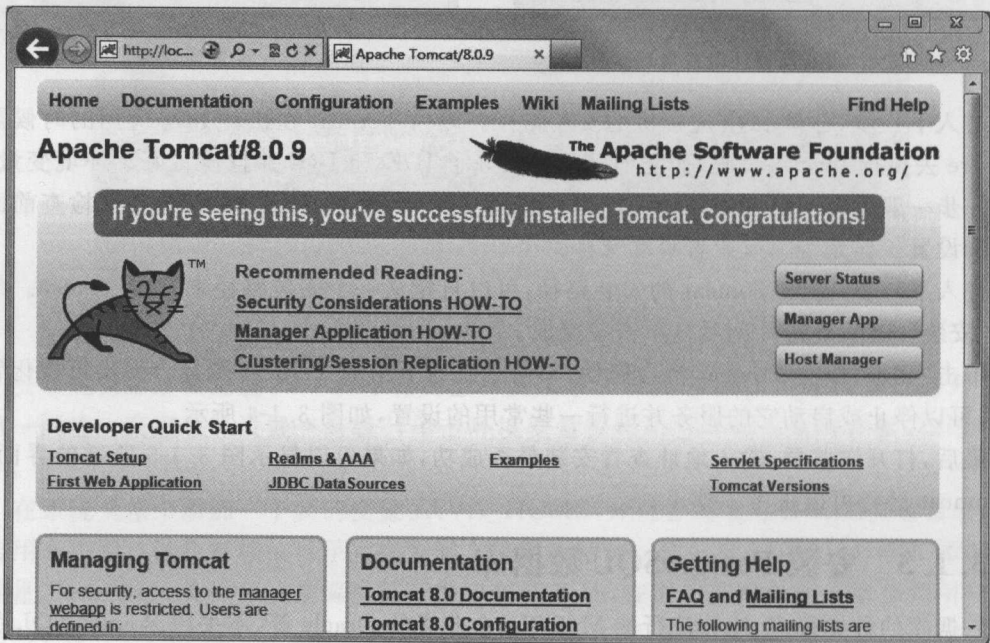 http://loc...
Apache Tomcat/8.0.9
Home Documentation Configuration Examples Wiki Mailing Lists Find Help
Apache Tomcat/8.0.9
The Apache Software Foundation
http://www.apache.org/
If you're seeing this, you've successfully installed Tomcat. Congratulations!
TM
Recommended Reading:
Security Considerations HOW-TO
Manager Application HOW-TO
Clustering/Session Replication HOW-TO
Server Status
Manager App
Host Manager
Developer Quick Start
Tomcat Setup
First Web Application
Realms & AAA
JDBC DataSources
Examples
Servlet Specifications
Tomcat Versions
Managing Tomcat
For security, access to the manager
webapp is restricted. Users are
defined in:
Documentation
Tomcat 8.0 Documentation
Tomcat 8.0 Configuration
Getting Help
FAQ and Mailing Lists
The following mailing lists are